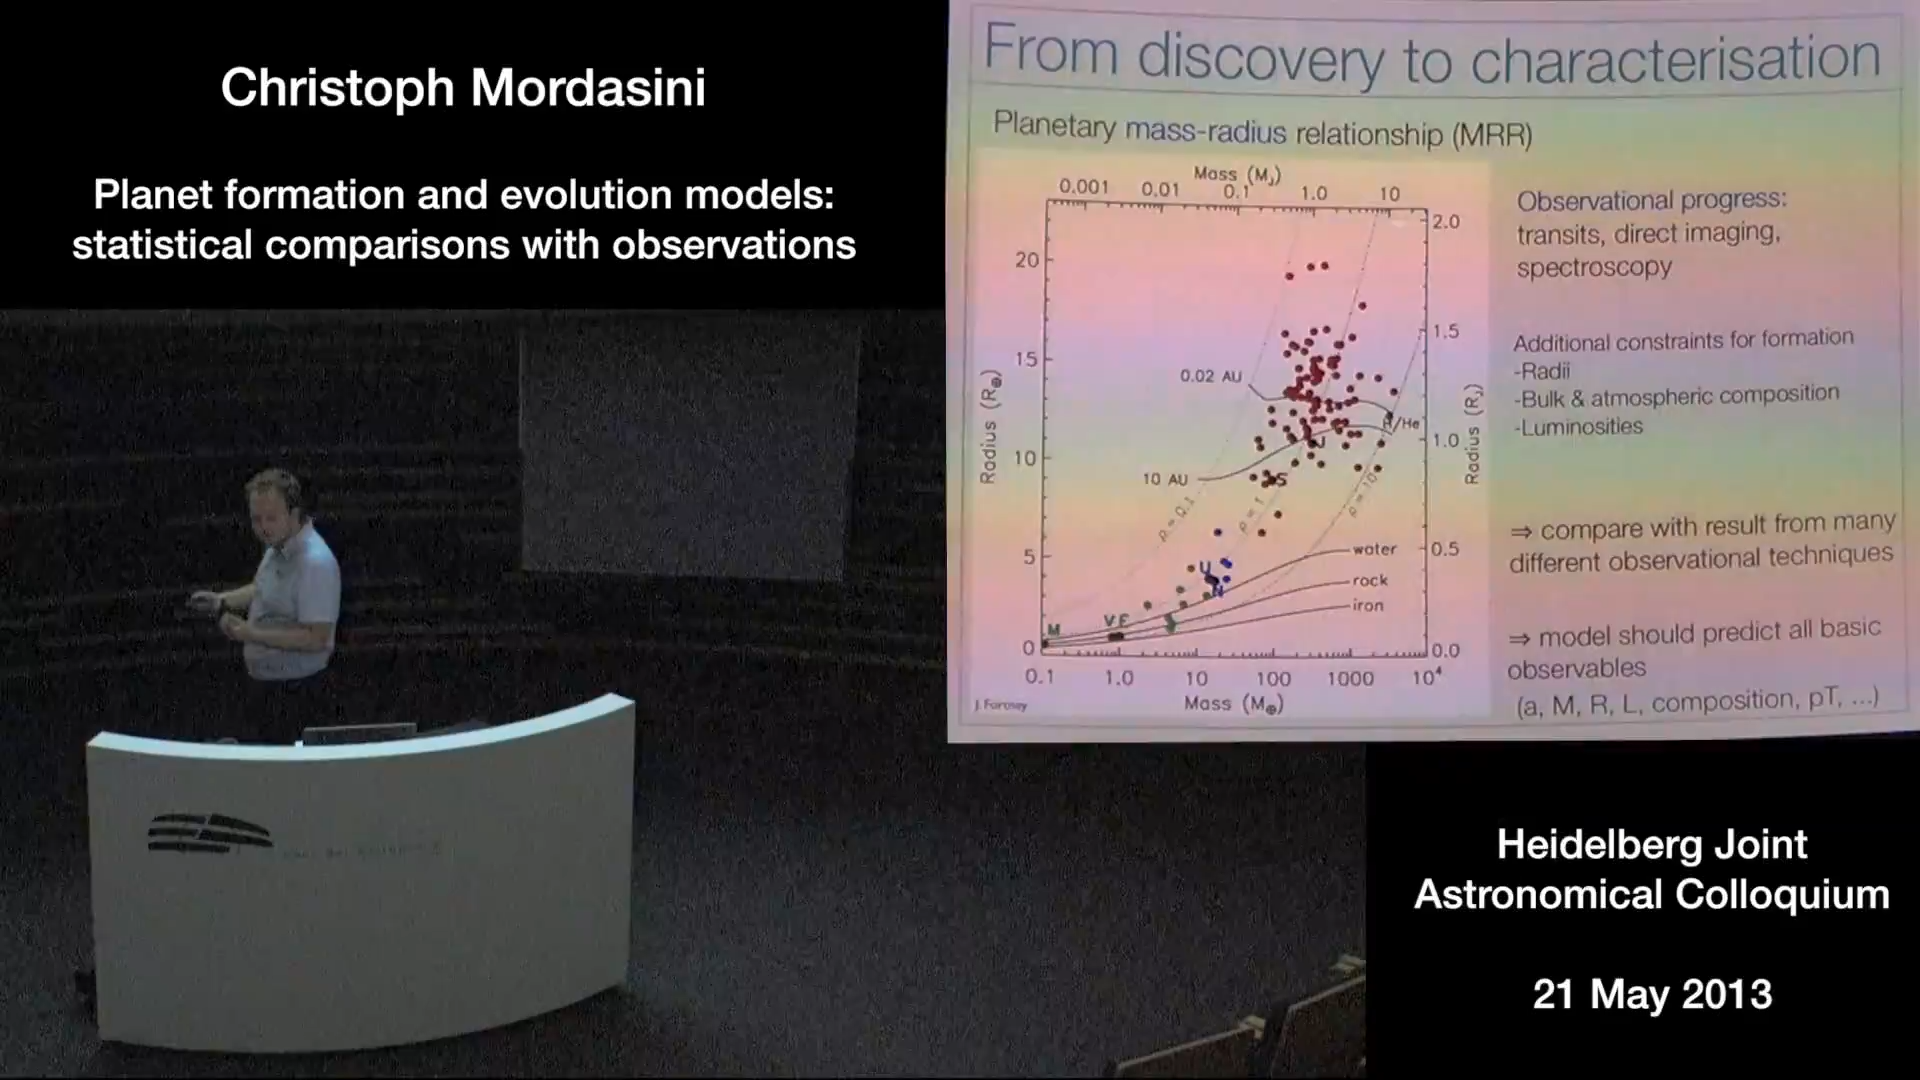 Christoph Mordasini
Planet formation and evolution models:
statistical comparisons with observations
From discovery to characterisation
Planetary mass-radius relationship (MRR)
Mass (MJ)
0.001 0.01 0.1 1.0 10
20
15
10
5
0
Radius (R⊕)
2.0
1.5
1.0
0.5
0.0
Radius (RJ)
0.02 AU
H/He
J
10 AU
S
ρ = 0.1
ρ = 1
ρ = 10
water
U
N
rock
iron
M
V E
0.1 1.0 10 100 1000 10⁴
Mass (M⊕)
J. Fortney
Observational progress:
transits, direct imaging,
spectroscopy
Additional constraints for formation
-Radii
-Bulk & atmospheric composition
-Luminosities
⇒ compare with result from many
different observational techniques
⇒ model should predict all basic
observables
(a, M, R, L, composition, pT, ...)
Heidelberg Joint
Astronomical Colloquium
21 May 2013